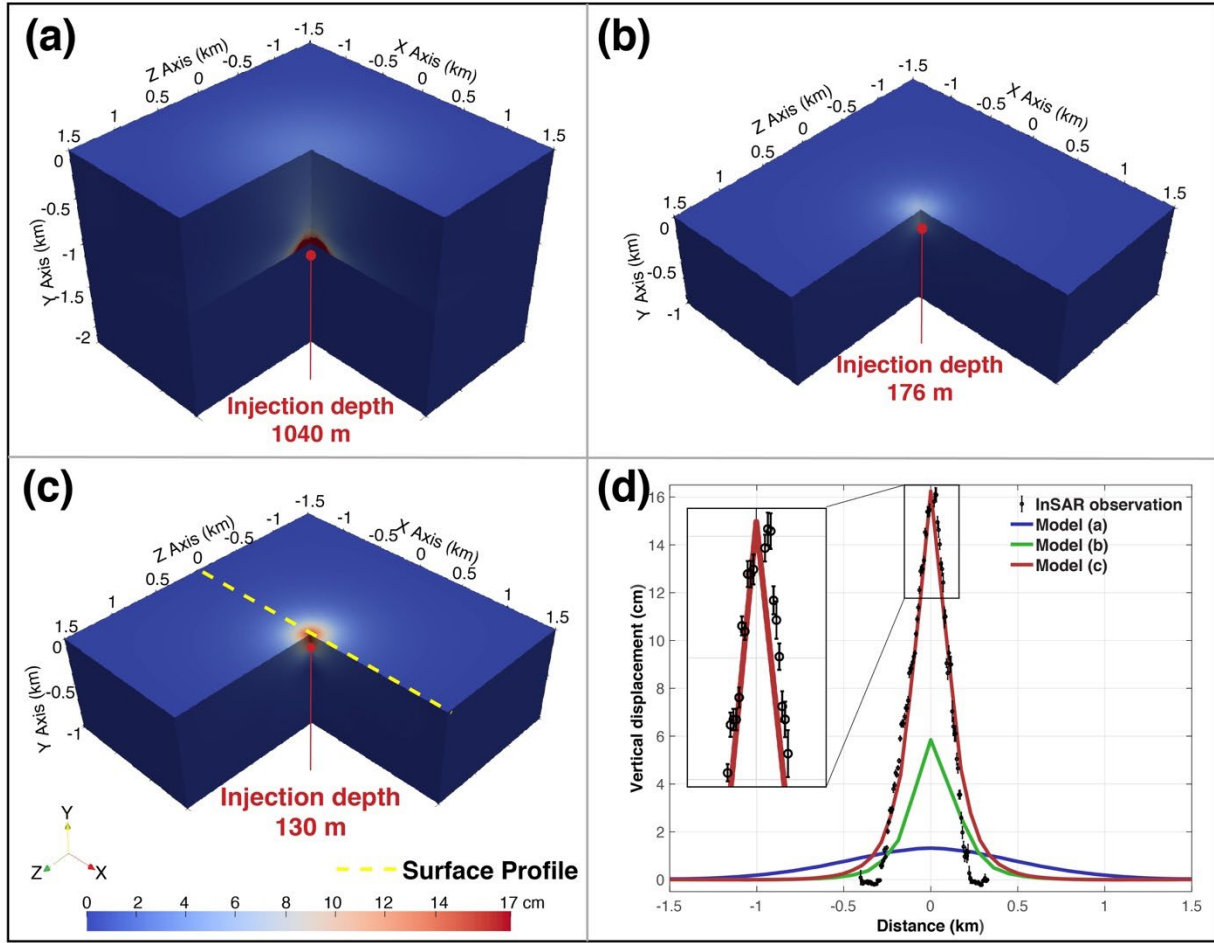 (a)
Z Axis (km)
X Axis (km)
-1.5
-1 -1
-0.5 -0.5
0 0
0.5 0.5
1 1
1.5 1.5
0
-0.5
-1
-1.5
-2
Y Axis (km)
Injection depth
1040 m
(b)
Z Axis (km)
X Axis (km)
-1.5
-1 -1
-0.5 -0.5
0 0
0.5 0.5
1 1
1.5 1.5
0
-0.5
-1
Y Axis (km)
Injection depth
176 m
(c)
Z Axis (km)
X Axis (km)
-1.5
-1 -1
-0.5 -0.5
0 0
0.5 0.5
1 1
1.5 1.5
0
-0.5
-1
Y Axis (km)
Injection depth
130 m
Y
Z X
Surface Profile
0 2 4 6 8 10 12 14 17 cm
(d)
InSAR observation
Model (a)
Model (b)
Model (c)
Vertical displacement (cm)
16
14
12
10
8
6
4
2
0
-1.5 -1 -0.5 0 0.5 1 1.5
Distance (km)